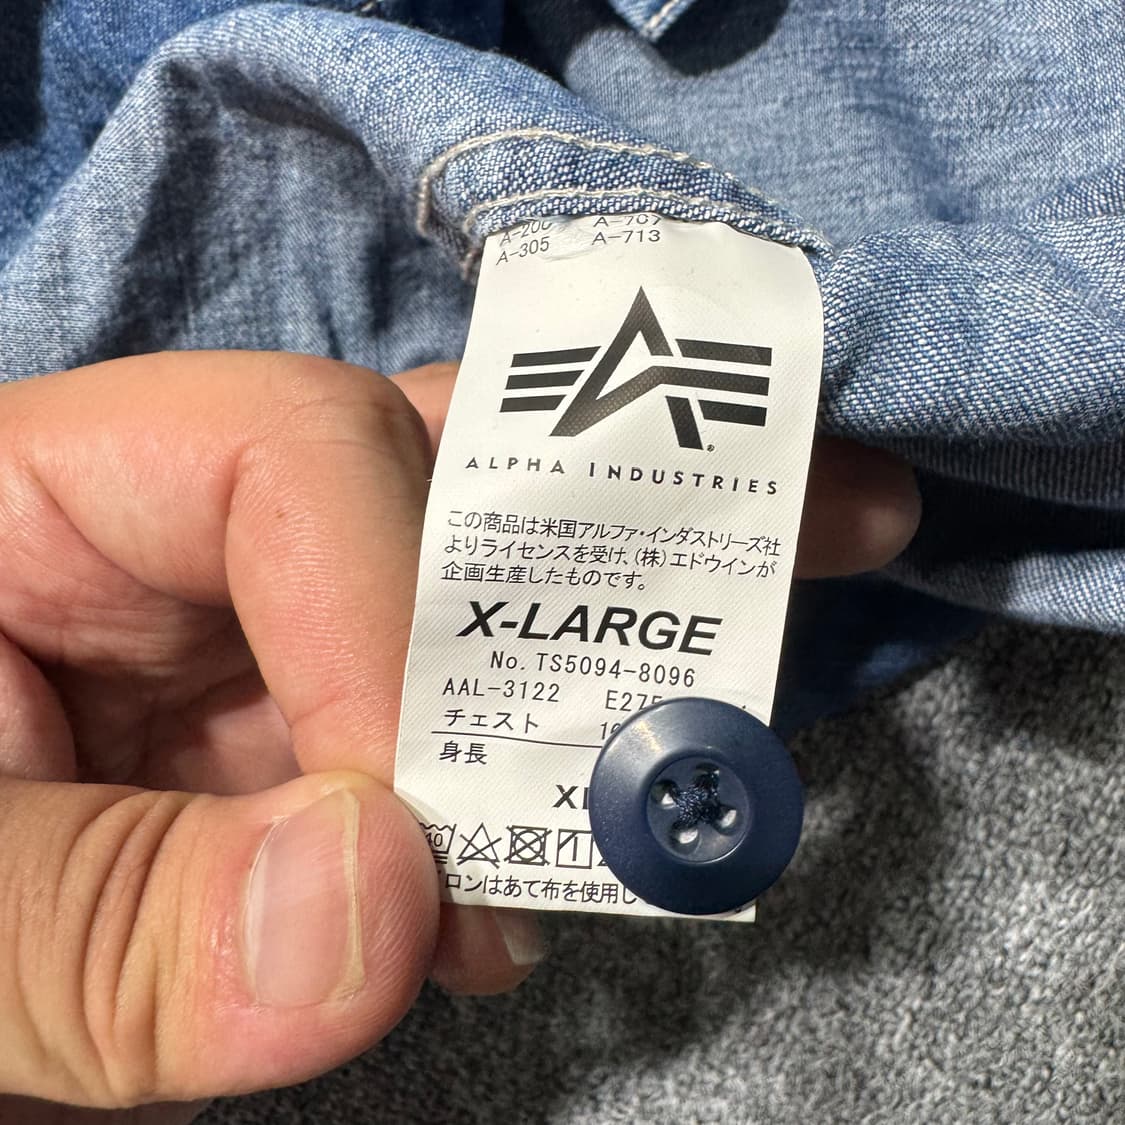 A-305 A-713
ALPHA INDUSTRIES
この商品は米国アルファ・インダストリーズ社
よりライセンスを受け、(株)エドウインが
企画生産したものです。
X-LARGE
No. TS5094-8096
AAL-3122
チェスト
身長
40
はあて布を使用し